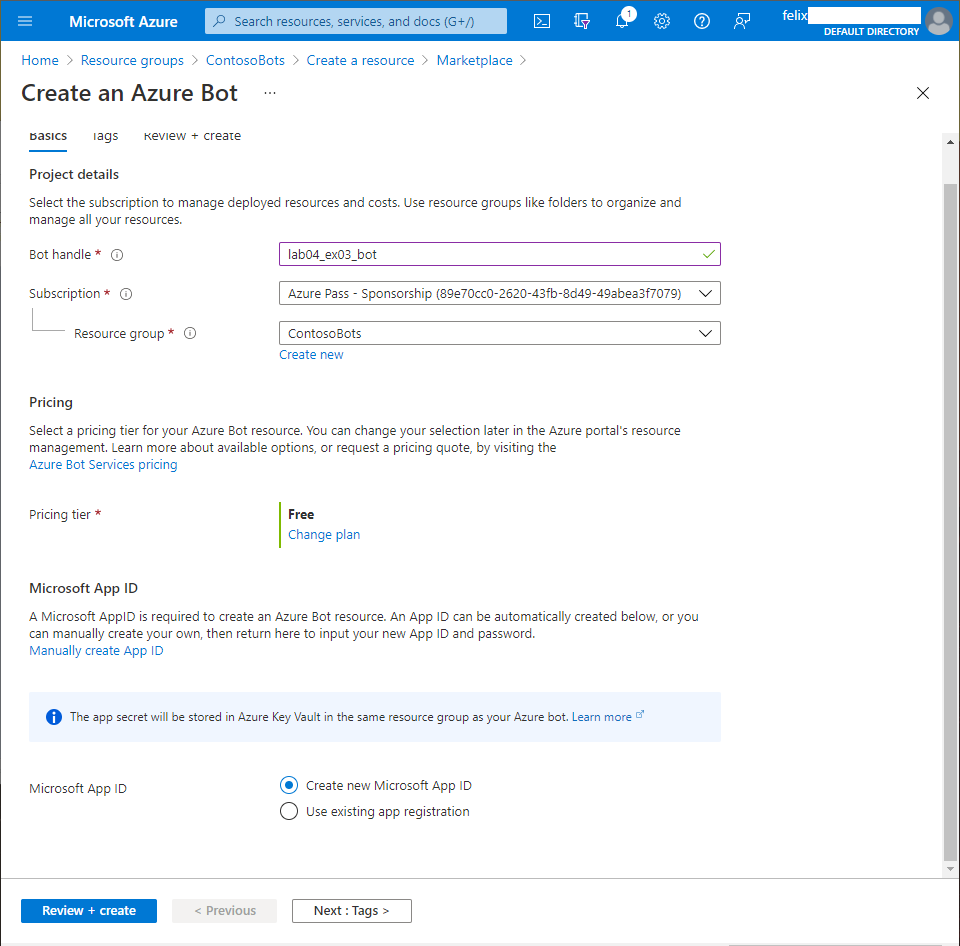 Microsoft Azure
Search resources, services, and docs (G+/)
1
felix
DEFAULT DIRECTORY
Home > Resource groups > ContosoBots > Create a resource > Marketplace >
Create an Azure Bot ...
Basics Tags Review + create
Project details
Select the subscription to manage deployed resources and costs. Use resource groups like folders to organize and
manage all your resources.
Bot handle *
lab04_ex03_bot
Subscription *
Azure Pass - Sponsorship (89e70cc0-2620-43fb-8d49-49abea3f7079)
Resource group *
ContosoBots
Create new
Pricing
Select a pricing tier for your Azure Bot resource. You can change your selection later in the Azure portal's resource
management. Learn more about available options, or request a pricing quote, by visiting the
Azure Bot Services pricing
Pricing tier *
Free
Change plan
Microsoft App ID
A Microsoft AppID is required to create an Azure Bot resource. An App ID can be automatically created below, or you
can manually create your own, then return here to input your new App ID and password.
Manually create App ID
The app secret will be stored in Azure Key Vault in the same resource group as your Azure bot. Learn more
Microsoft App ID
Create new Microsoft App ID
Use existing app registration
Review + create
< Previous
Next : Tags >